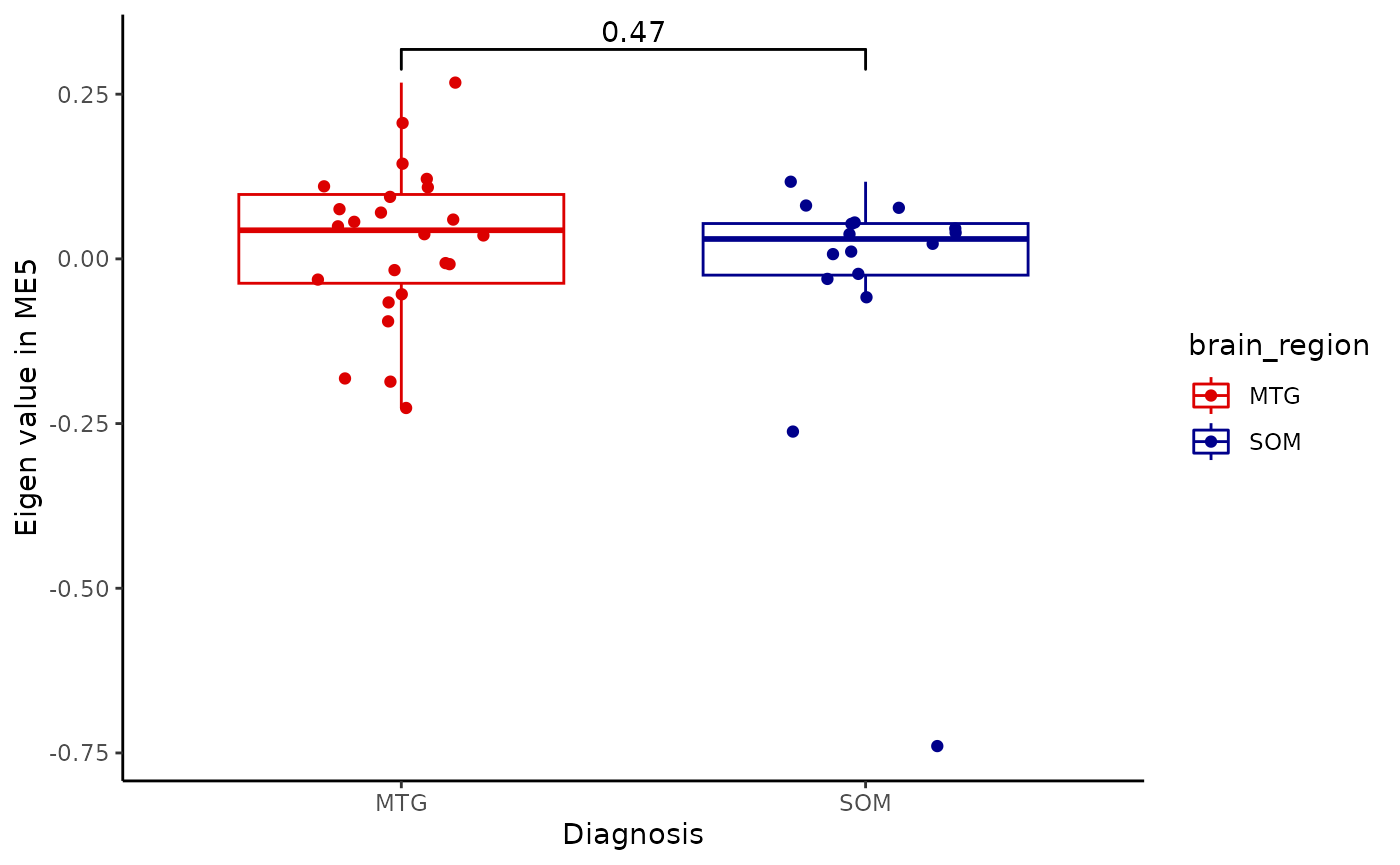 0.47
0.25
0.00
-0.25
-0.50
-0.75
Eigen value in ME5
MTG
SOM
Diagnosis
brain_region
MTG
SOM